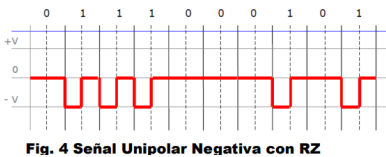 0 1 1 1 0 0 0 1 0 1
+V
0
- V
Fig. 4 Señal Unipolar Negativa con RZ